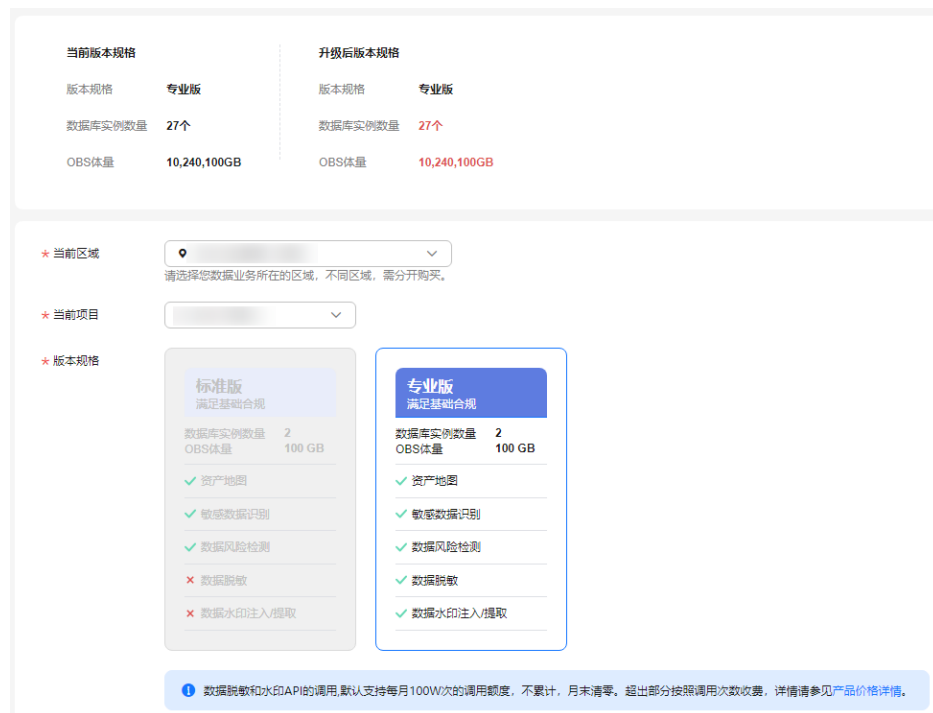 当前版本规格
升级后版本规格
版本规格 专业版
版本规格 专业版
数据库实例数量 27个
数据库实例数量 27个
OBS体量 10,240,100GB
OBS体量 10,240,100GB
* 当前区域
请选择您数据业务所在的区域，不同区域，需分开购买。
* 当前项目
* 版本规格
标准版
满足基础合规
数据库实例数量 2
OBS体量 100 GB
资产地图
敏感数据识别
数据风险检测
数据脱敏
数据水印注入/提取
专业版
满足基础合规
数据库实例数量 2
OBS体量 100 GB
资产地图
敏感数据识别
数据风险检测
数据脱敏
数据水印注入/提取
数据脱敏和水印API的调用,默认支持每月100W次的调用额度，不累计，月末清零。超出部分按照调用次数收费，详情请参见产品价格详情。